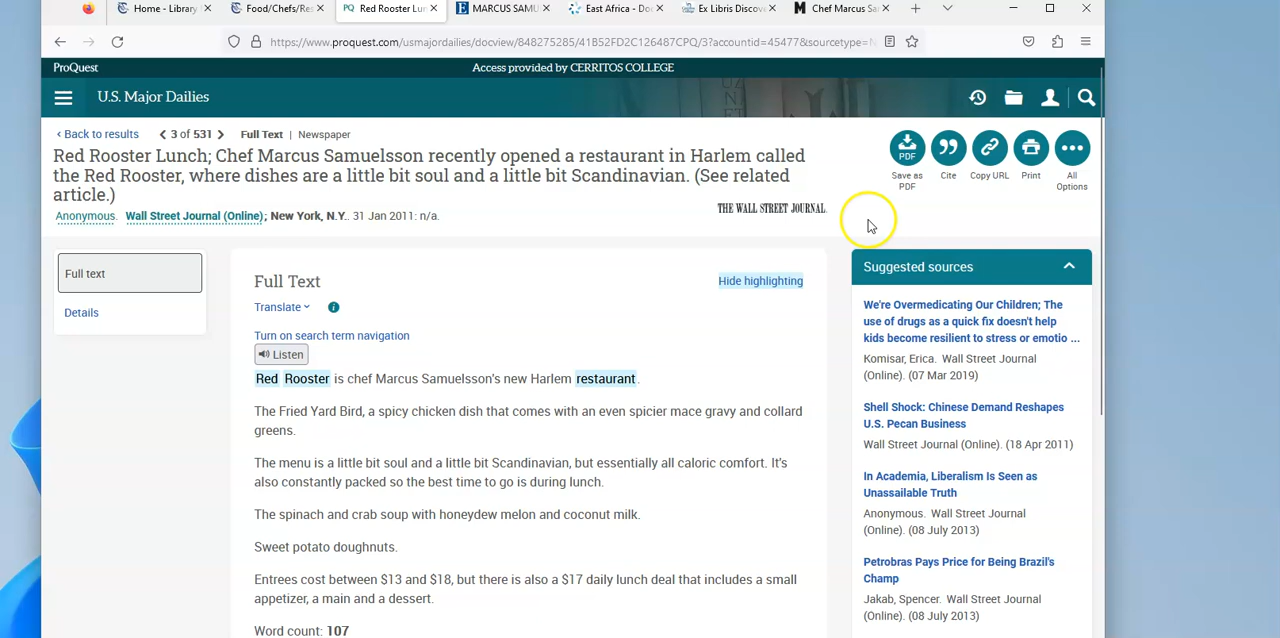 Home - Library
Food/Chefs/Res
PQ Red Rooster Lun
E MARCUS SAMU
East Africa - Do
Ex Libris Discove
M Chef Marcus Sa
https://www.proquest.com/usmajordailies/docview/848275285/41B52FD2C126487CPQ/3?accountid=45477&sourcetype=N
ProQuest
Access provided by CERRITOS COLLEGE
U.S. Major Dailies
‹ Back to results
3 of 531
Full Text | Newspaper
Red Rooster Lunch; Chef Marcus Samuelsson recently opened a restaurant in Harlem called
the Red Rooster, where dishes are a little bit soul and a little bit Scandinavian. (See related
article.)
Anonymous. Wall Street Journal (Online); New York, N.Y.. 31 Jan 2011: n/a.
THE WALL STREET JOURNAL.
PDF
Save as
PDF
Cite
Copy URL
Print
All
Options
Full text
Details
Full Text
Hide highlighting
Translate
Turn on search term navigation
Listen
Red Rooster is chef Marcus Samuelsson's new Harlem restaurant.
The Fried Yard Bird, a spicy chicken dish that comes with an even spicier mace gravy and collard
greens.
The menu is a little bit soul and a little bit Scandinavian, but essentially all caloric comfort. It's
also constantly packed so the best time to go is during lunch.
The spinach and crab soup with honeydew melon and coconut milk.
Sweet potato doughnuts.
Entrees cost between $13 and $18, but there is also a $17 daily lunch deal that includes a small
appetizer, a main and a dessert.
Word count: 107
Suggested sources
We're Overmedicating Our Children; The
use of drugs as a quick fix doesn't help
kids become resilient to stress or emotio ...
Komisar, Erica. Wall Street Journal
(Online). (07 Mar 2019)
Shell Shock: Chinese Demand Reshapes
U.S. Pecan Business
Wall Street Journal (Online). (18 Apr 2011)
In Academia, Liberalism Is Seen as
Unassailable Truth
Anonymous. Wall Street Journal
(Online). (08 July 2013)
Petrobras Pays Price for Being Brazil's
Champ
Jakab, Spencer. Wall Street Journal
(Online). (08 July 2013)